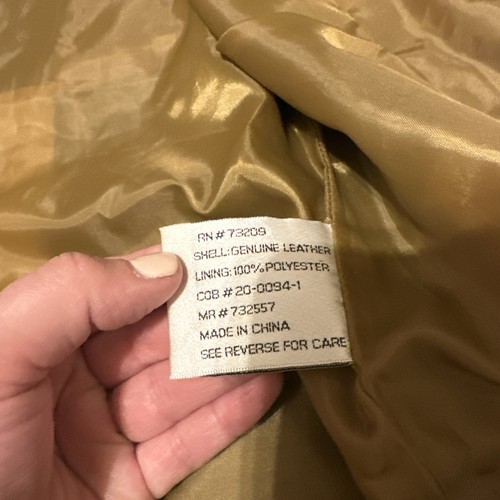 RN # 73209
SHELL: GENUINE LEATHER
LINING: 100% POLYESTER
COB # 20-0094-1
MR # 732557
MADE IN CHINA
SEE REVERSE FOR CARE